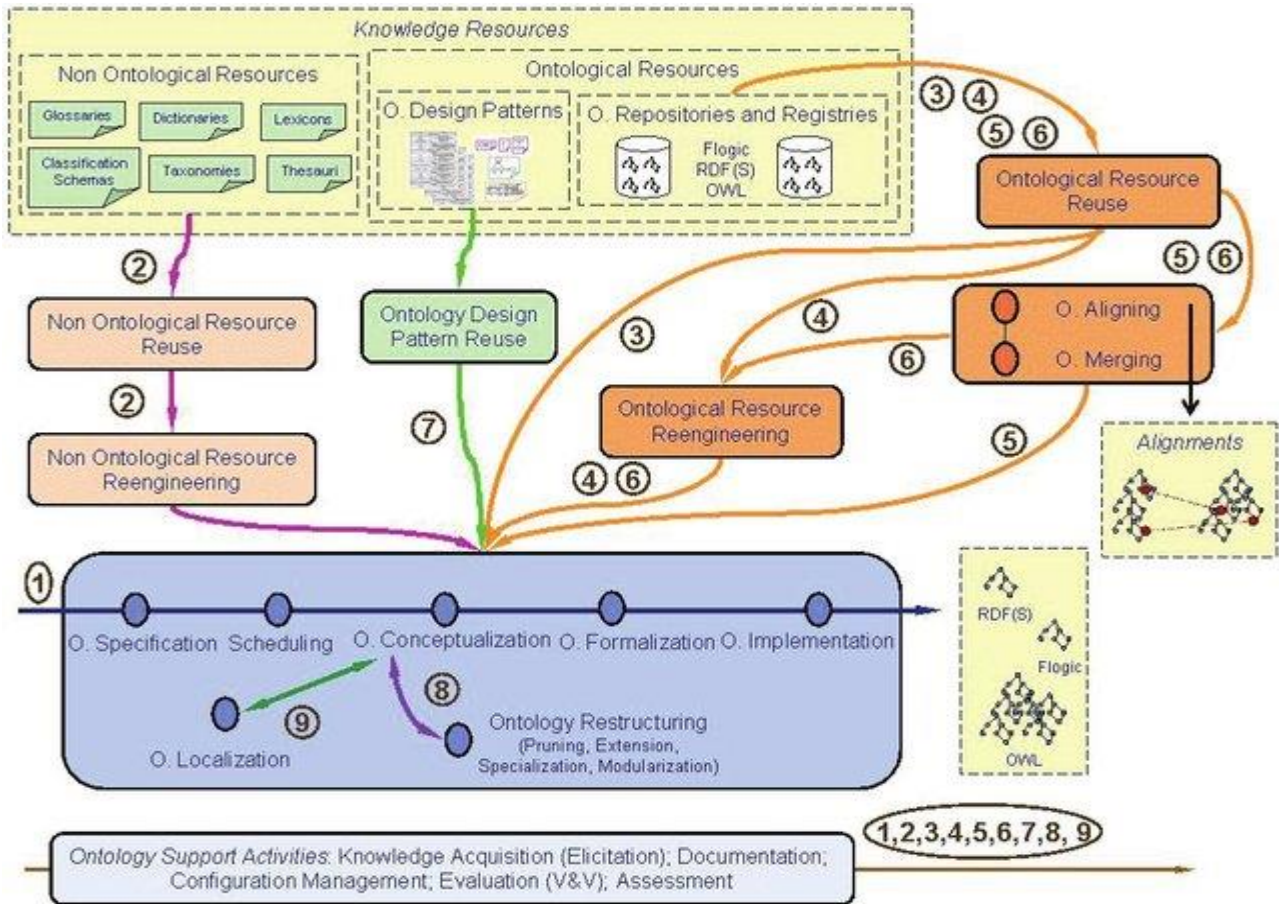 Knowledge Resources
Non Ontological Resources
Glossaries
Dictionaries
Lexicons
Classification
Schemas
Taxonomies
Thesauri
Ontological Resources
O. Design Patterns
O. Repositories and Registries
Flogic
RDF(S)
OWL
3 4
5 6
Ontological Resource
Reuse
5 6
2
Non Ontological Resource
Reuse
2
Non Ontological Resource
Reengineering
Ontology Design
Pattern Reuse
7
3
4
6
O. Aligning
O. Merging
Ontological Resource
Reengineering
4 6
5
Alignments
1
O. Specification
Scheduling
O. Conceptualization
O. Formalization
O. Implementation
9
8
O. Localization
Ontology Restructuring
(Pruning, Extension,
Specialization, Modularization)
RDF(S)
Flogic
OWL
1,2,3,4,5,6,7,8, 9
Ontology Support Activities: Knowledge Acquisition (Elicitation); Documentation;
Configuration Management; Evaluation (V&V); Assessment